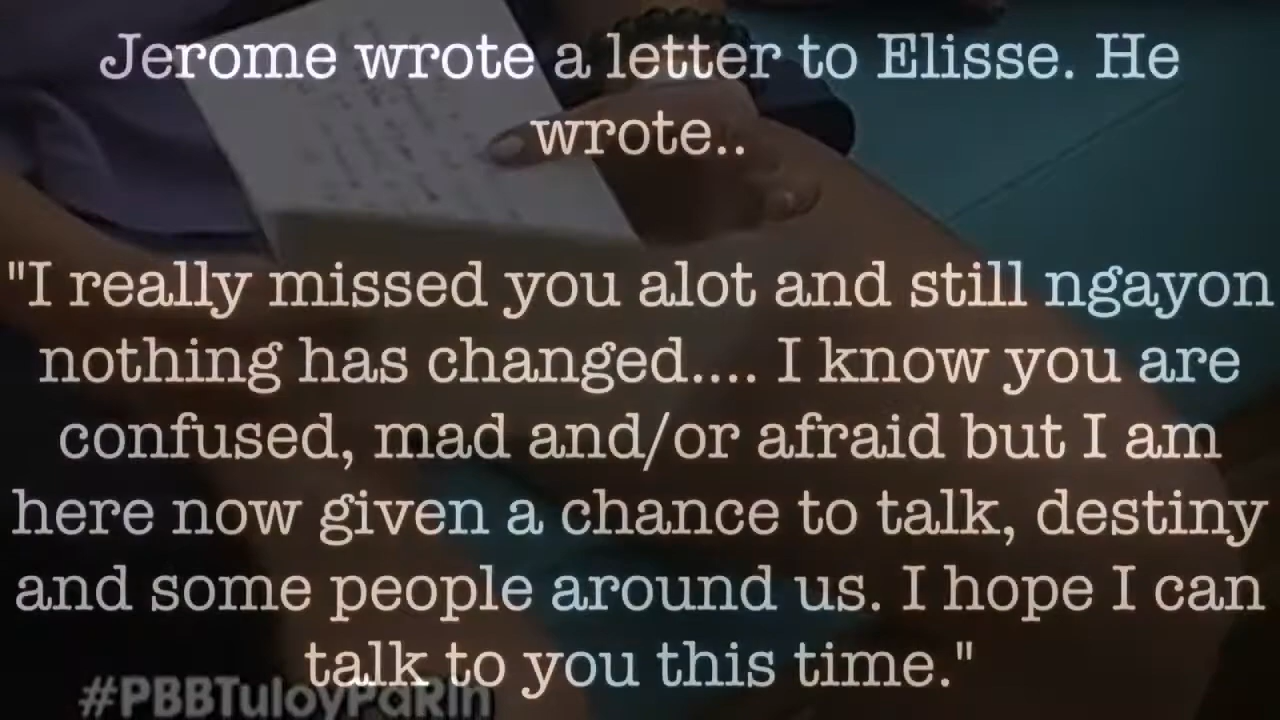 Jerome wrote a letter to Elisse. He
wrote..
"I really missed you alot and still ngayon
nothing has changed.... I know you are
confused, mad and/or afraid but I am
here now given a chance to talk, destiny
and some people around us. I hope I can
talk to you this time."
#PBBTuloyPaRin